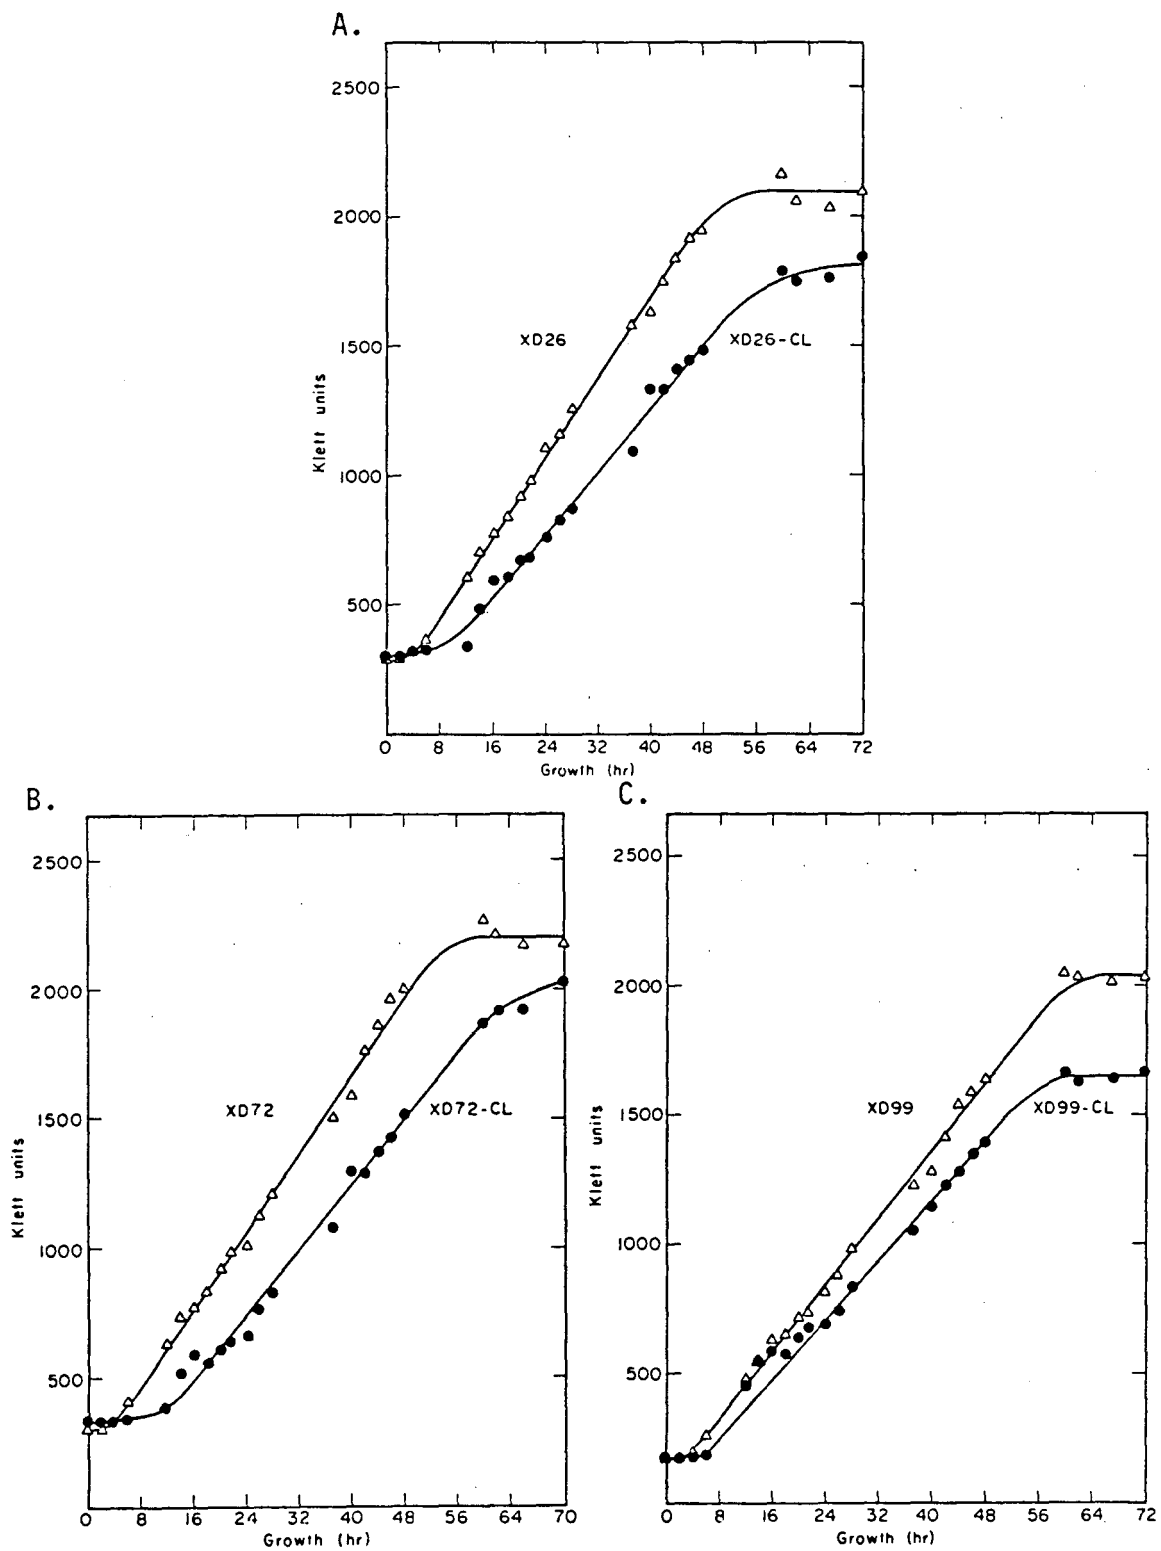 A.
2500
2000
1500
1000
500
Klett units
XD26
XD26-CL
0 8 16 24 32 40 48 56 64 72
Growth (hr)
B.
2500
2000
1500
1000
500
Klett units
XD72
XD72-CL
0 8 16 24 32 40 48 56 64 70
Growth (hr)
C.
2500
2000
1500
1000
500
Klett units
XD99
XD99-CL
0 8 16 24 32 40 48 56 64 72
Growth (hr)